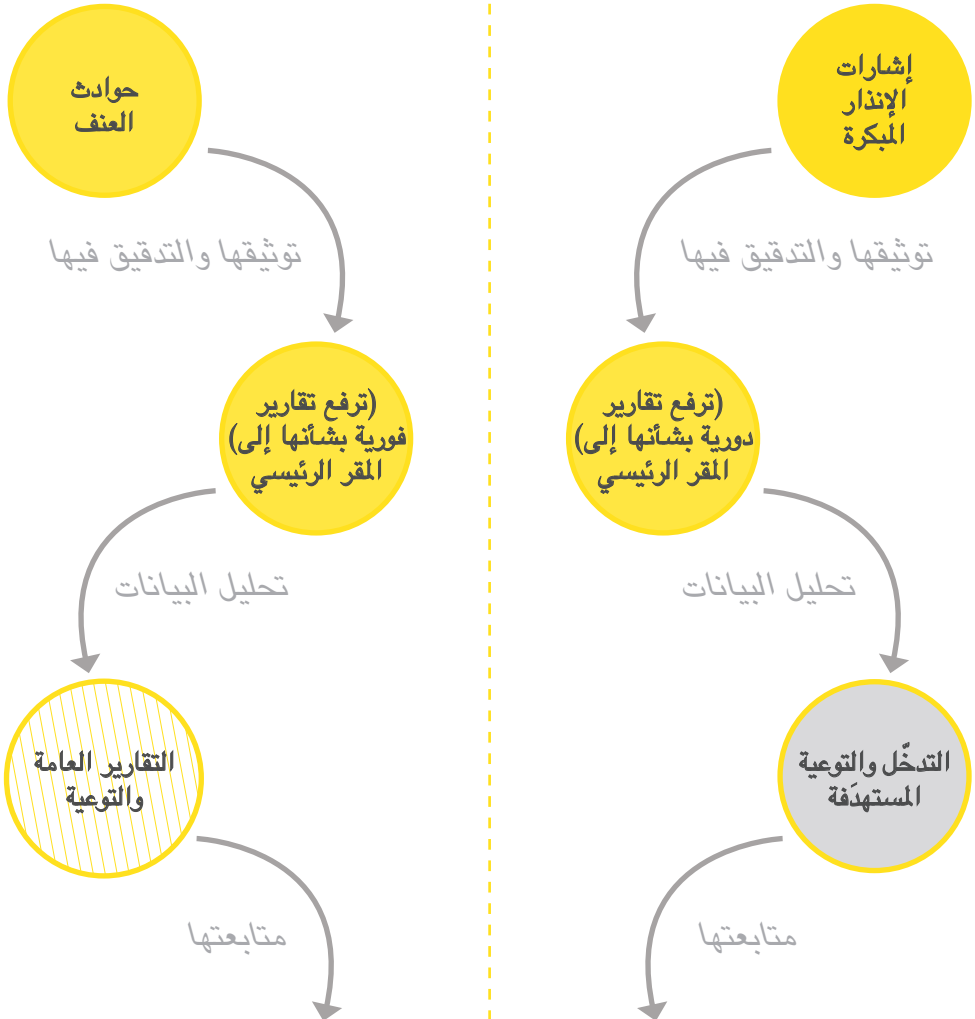 إشارات
الإنذار
المبكرة
توثيقها والتدقيق فيها
(ترفع تقارير
دورية بشأنها إلى)
المقر الرئيسي
تحليل البيانات
التدخّل والتوعية
المستهدَفة
متابعتها
حوادث
العنف
توثيقها والتدقيق فيها
(ترفع تقارير
فورية بشأنها إلى)
المقر الرئيسي
تحليل البيانات
التقارير العامة
والتوعية
متابعتها